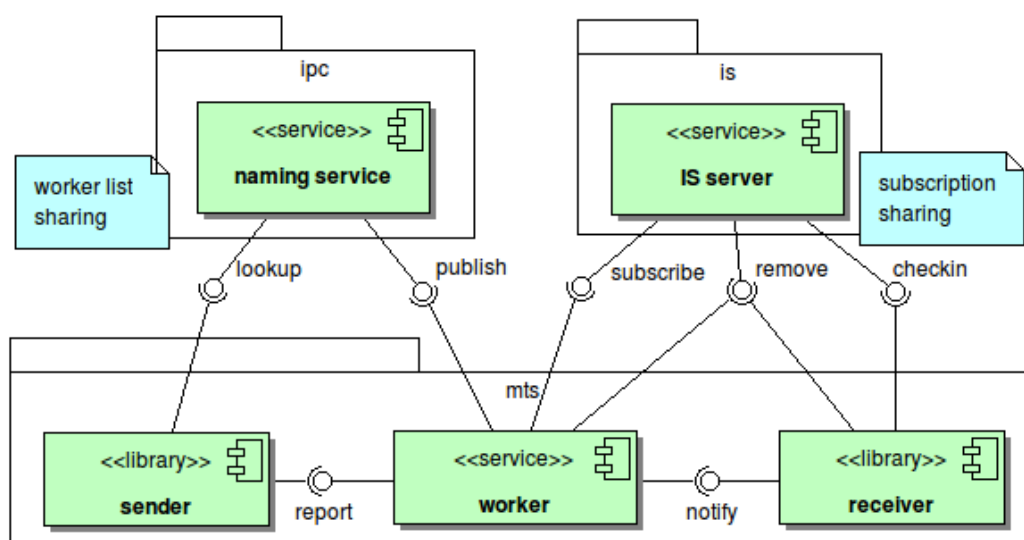 ipc
is
<<service>>
naming service
<<service>>
IS server
worker list
sharing
subscription
sharing
lookup
publish
subscribe
remove
checkin
mts
<<library>>
sender
<<service>>
worker
<<library>>
receiver
report
notify